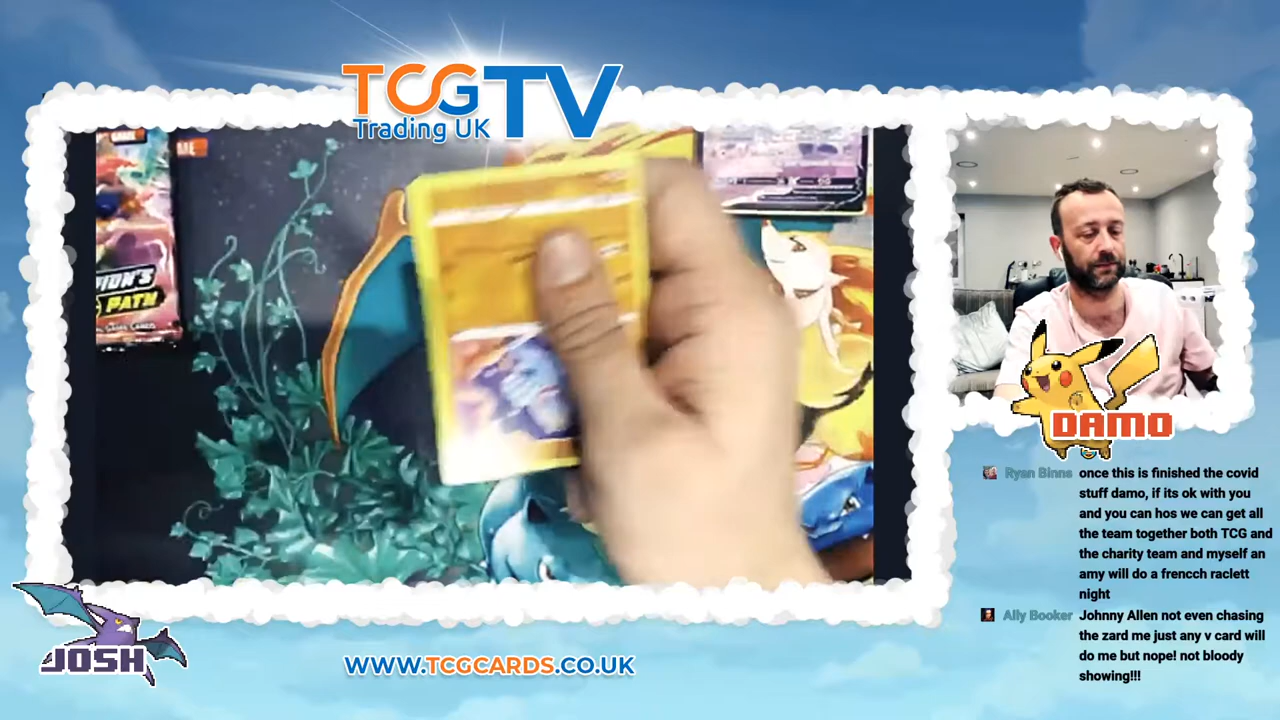 TCG TV
Trading UK
ION'S
PATH
DAMO
Ryan Binns once this is finished the covid
stuff damo, if its ok with you
and you can hos we can get all
the team together both TCG and
the charity team and myself an
amy will do a frencch raclett
night
Ally Booker Johnny Allen not even chasing
the zard me just any v card will
do me but nope! not bloody
showing!!!
JOSH
WWW.TCGCARDS.CO.UK